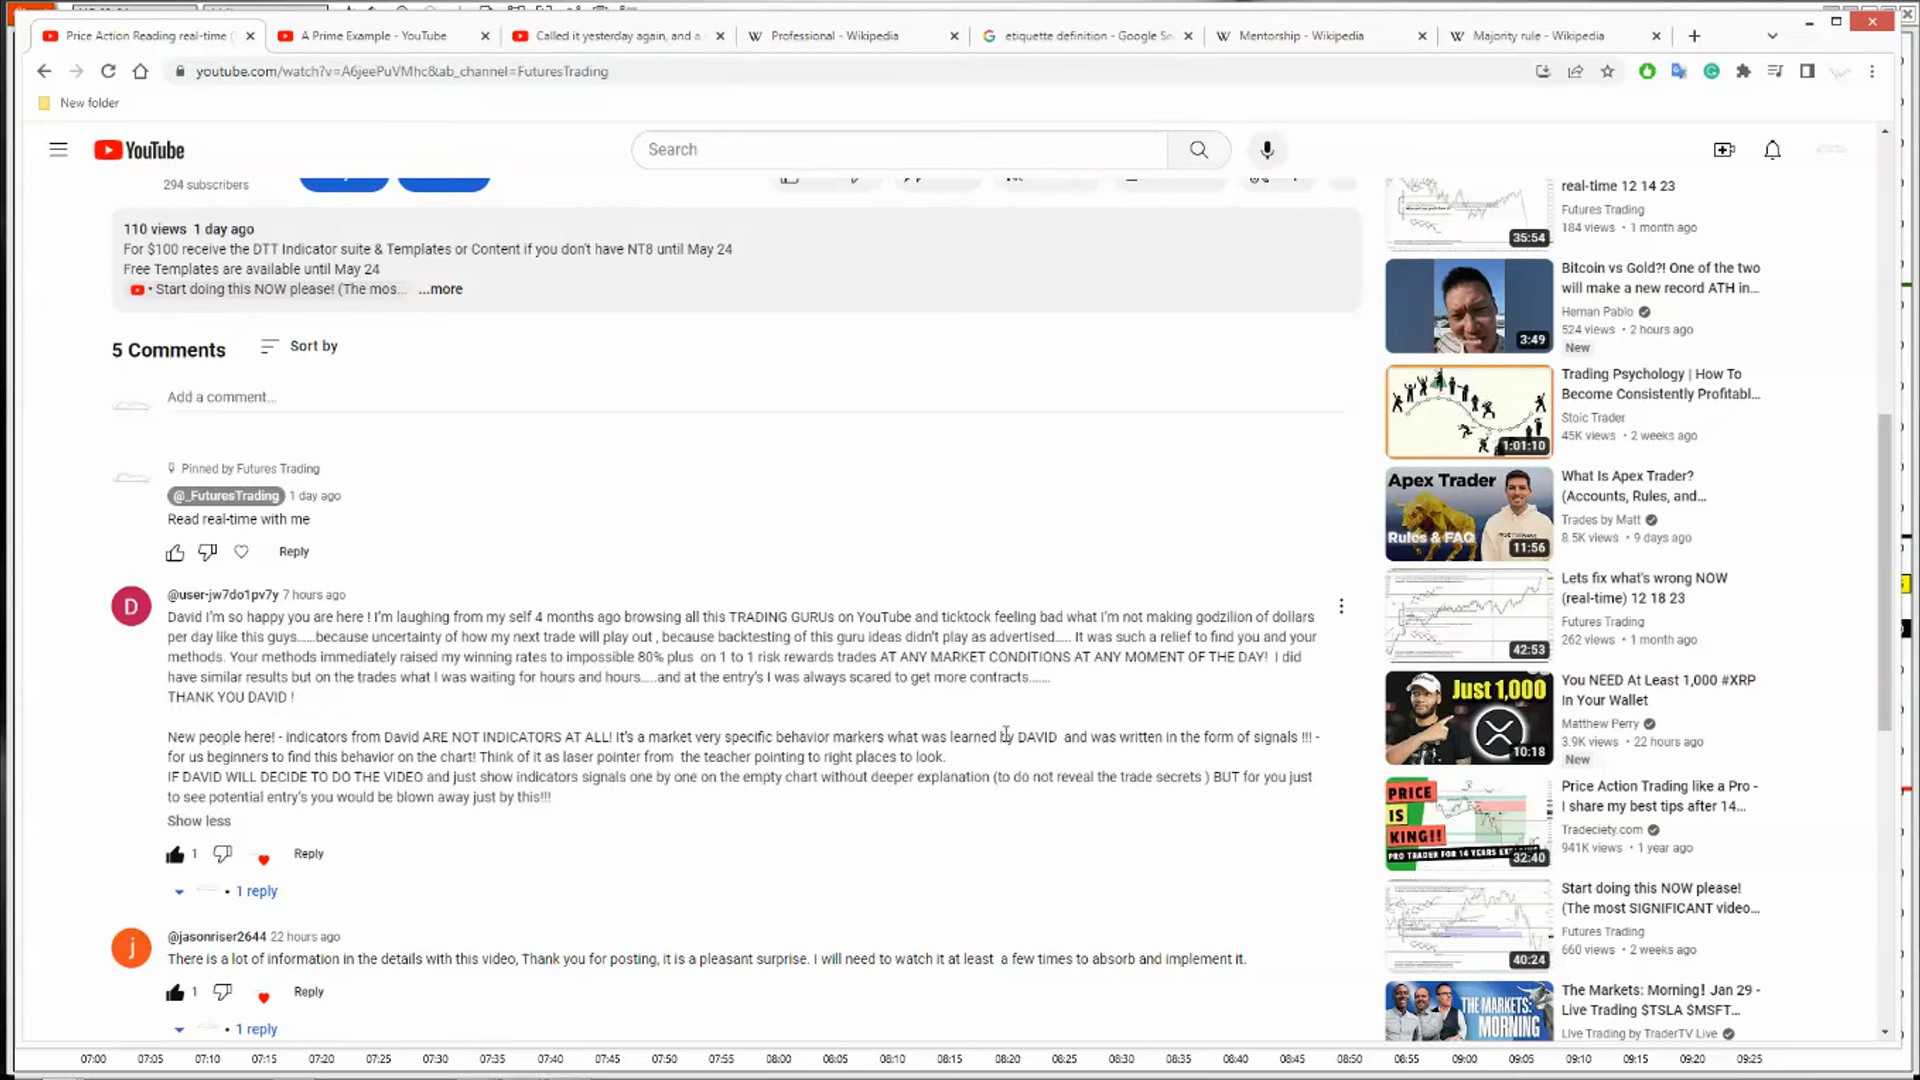 Price Action Reading real-time (
A Prime Example - YouTube
Called it yesterday again, and a
Professional - Wikipedia
etiquette definition - Google Se
Mentorship - Wikipedia
Majority rule - Wikipedia
youtube.com/watch?v=A6jeePuVMhc&ab_channel=FuturesTrading
New folder
YouTube
Search
294 subscribers
110 views 1 day ago
For $100 receive the DTT Indicator suite & Templates or Content if you don't have NT8 until May 24
Free Templates are available until May 24
• Start doing this NOW please! (The mos... ...more
5 Comments
Sort by
Add a comment...
Pinned by Futures Trading
@_FuturesTrading 1 day ago
Read real-time with me
Reply
D
@user-jw7do1pv7y 7 hours ago
David I'm so happy you are here ! I'm laughing from my self 4 months ago browsing all this TRADING GURUs on YouTube and ticktock feeling bad what I'm not making godzilion of dollars
per day like this guys......because uncertainty of how my next trade will play out , because backtesting of this guru ideas didn't play as advertised..... It was such a relief to find you and your
methods. Your methods immediately raised my winning rates to impossible 80% plus on 1 to 1 risk rewards trades AT ANY MARKET CONDITIONS AT ANY MOMENT OF THE DAY! I did
have similar results but on the trades what I was waiting for hours and hours.....and at the entry's I was always scared to get more contracts.......
THANK YOU DAVID !
New people here! - indicators from David ARE NOT INDICATORS AT ALL! It's a market very specific behavior markers what was learned by DAVID and was written in the form of signals !!! -
for us beginners to find this behavior on the chart! Think of it as laser pointer from the teacher pointing to right places to look.
IF DAVID WILL DECIDE TO DO THE VIDEO and just show indicators signals one by one on the empty chart without deeper explanation (to do not reveal the trade secrets ) BUT for you just
to see potential entry's you would be blown away just by this!!!
Show less
1
Reply
• 1 reply
j
@jasonriser2644 22 hours ago
There is a lot of information in the details with this video, Thank you for posting, it is a pleasant surprise. I will need to watch it at least a few times to absorb and implement it.
1
Reply
• 1 reply
real-time 12 14 23
Futures Trading
184 views • 1 month ago
35:54
Bitcoin vs Gold?! One of the two
will make a new record ATH in...
Heman Pablo
524 views • 2 hours ago
New
3:49
Trading Psychology | How To
Become Consistently Profitabl...
Stoic Trader
45K views • 2 weeks ago
1:01:10
Apex Trader
Rules & FAQ
11:56
What Is Apex Trader?
(Accounts, Rules, and...
Trades by Matt
8.5K views • 9 days ago
Lets fix what's wrong NOW
(real-time) 12 18 23
Futures Trading
262 views • 1 month ago
42:53
Just 1,000
10:18
You NEED At Least 1,000 #XRP
In Your Wallet
Matthew Perry
3.9K views • 22 hours ago
New
PRICE
IS
KING!!
PRO TRADER FOR 14 YEARS
32:40
Price Action Trading like a Pro -
I share my best tips after 14...
Tradeciety.com
941K views • 1 year ago
Start doing this NOW please!
(The most SIGNIFICANT video...
Futures Trading
660 views • 2 weeks ago
40:24
THE MARKETS:
MORNING
The Markets: Morning! Jan 29 -
Live Trading $TSLA $MSFT...
Live Trading by TraderTV Live
07:00 07:05 07:10 07:15 07:20 07:25 07:30 07:35 07:40 07:45 07:50 07:55 08:00 08:05 08:10 08:15 08:20 08:25 08:30 08:35 08:40 08:45 08:50 08:55 09:00 09:05 09:10 09:15 09:20 09:25